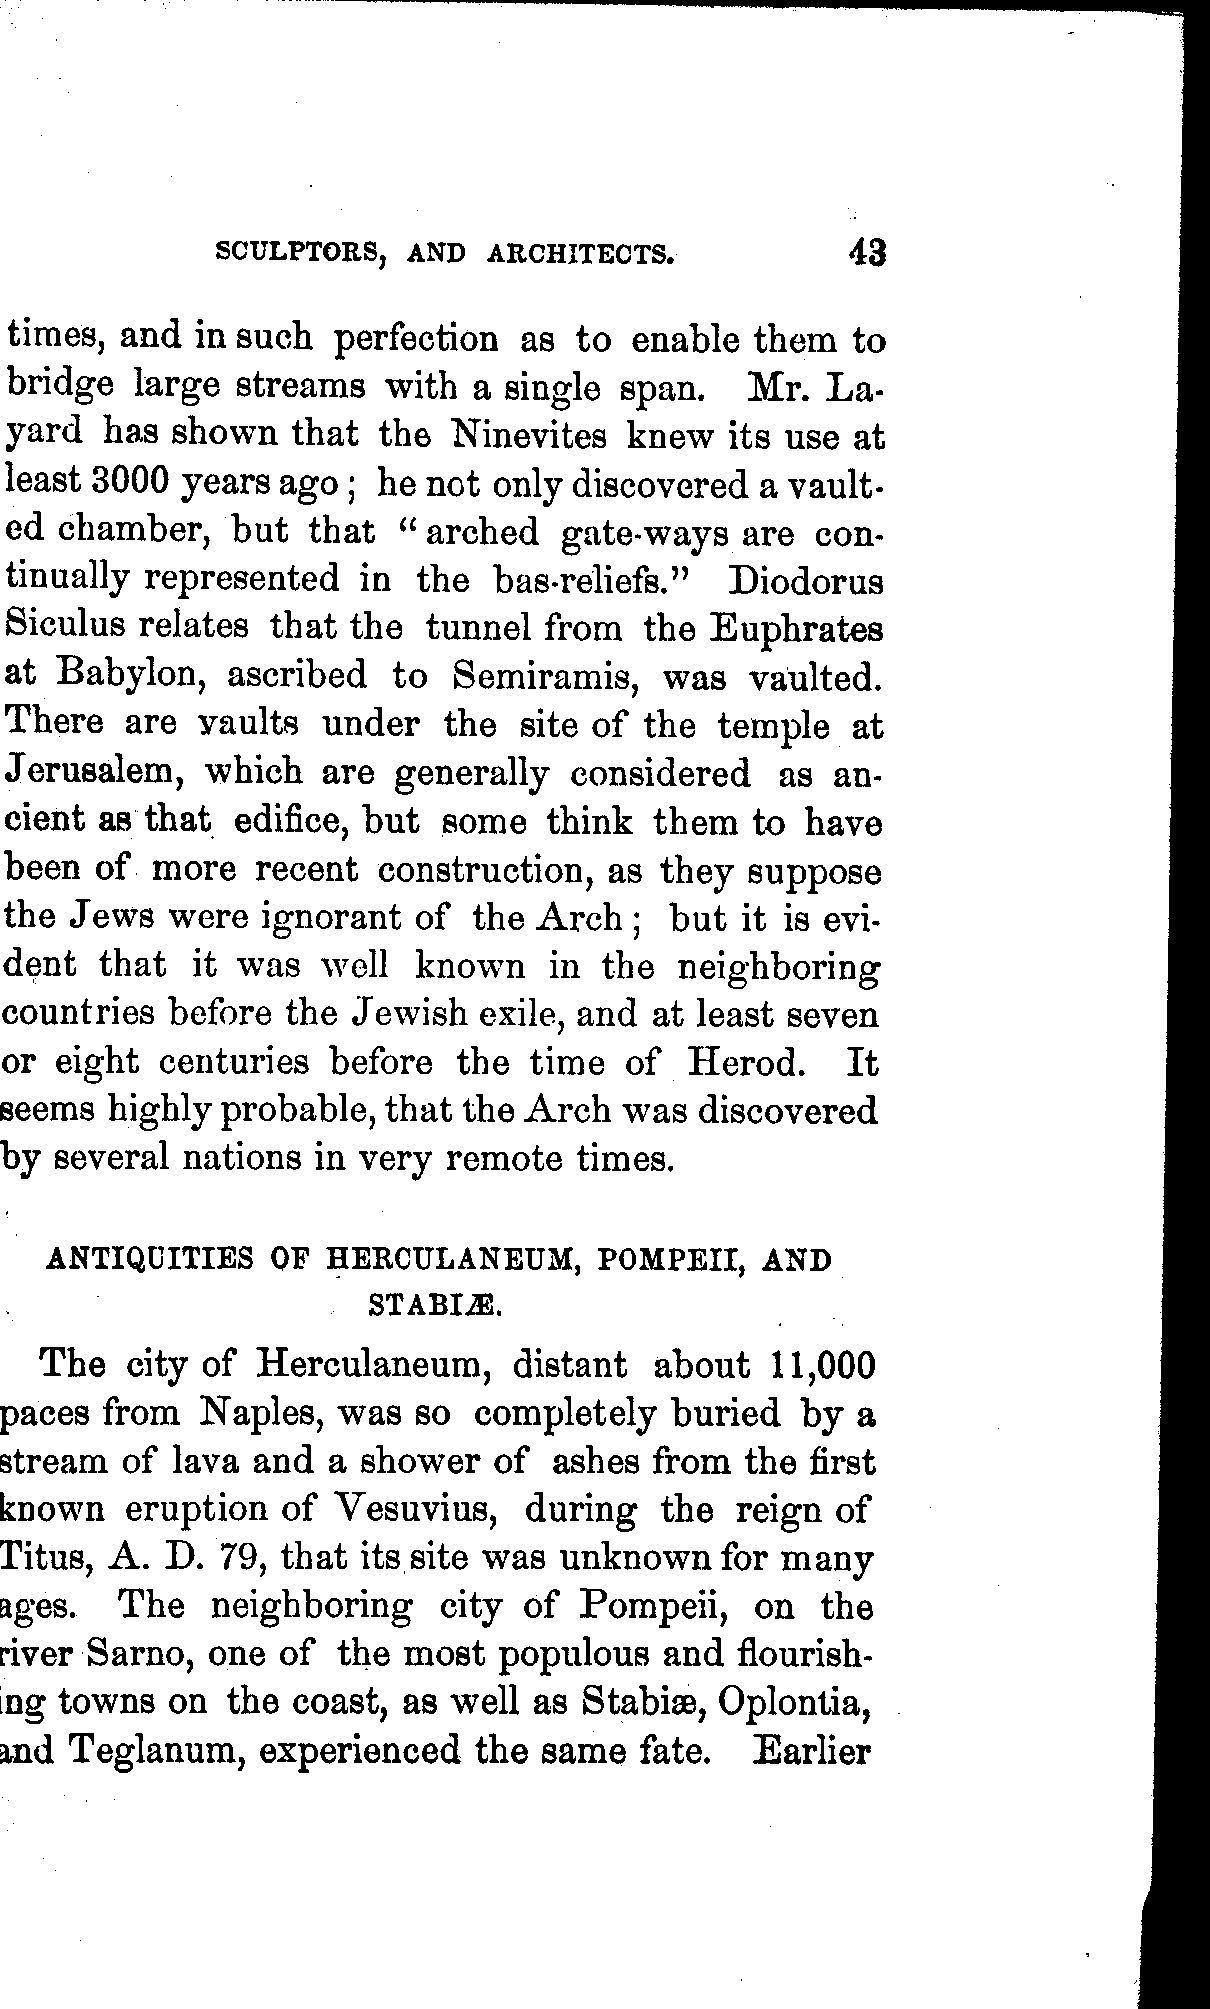 SCULPTORS, AND ARCHITECTS. 43
times, and in such perfection as to enable them to
bridge large streams with a single span. Mr. La-
yard has shown that the Ninevites knew its use at
least 3000 years ago; he not only discovered a vault-
ed chamber, but that "arched gate-ways are con-
tinually represented in the bas-reliefs." Diodorus
Siculus relates that the tunnel from the Euphrates
at Babylon, ascribed to Semiramis, was vaulted.
There are vaults under the site of the temple at
Jerusalem, which are generally considered as an-
cient as that edifice, but some think them to have
been of more recent construction, as they suppose
the Jews were ignorant of the Arch; but it is evi-
dent that it was well known in the neighboring
countries before the Jewish exile, and at least seven
or eight centuries before the time of Herod. It
seems highly probable, that the Arch was discovered
by several nations in very remote times.
ANTIQUITIES OF HERCULANEUM, POMPEII, AND
STABIÆ.
The city of Herculaneum, distant about 11,000
paces from Naples, was so completely buried by a
stream of lava and a shower of ashes from the first
known eruption of Vesuvius, during the reign of
Titus, A. D. 79, that its site was unknown for many
ages. The neighboring city of Pompeii, on the
river Sarno, one of the most populous and flourish-
ing towns on the coast, as well as Stabiæ, Oplontia,
and Teglanum, experienced the same fate. Earlier